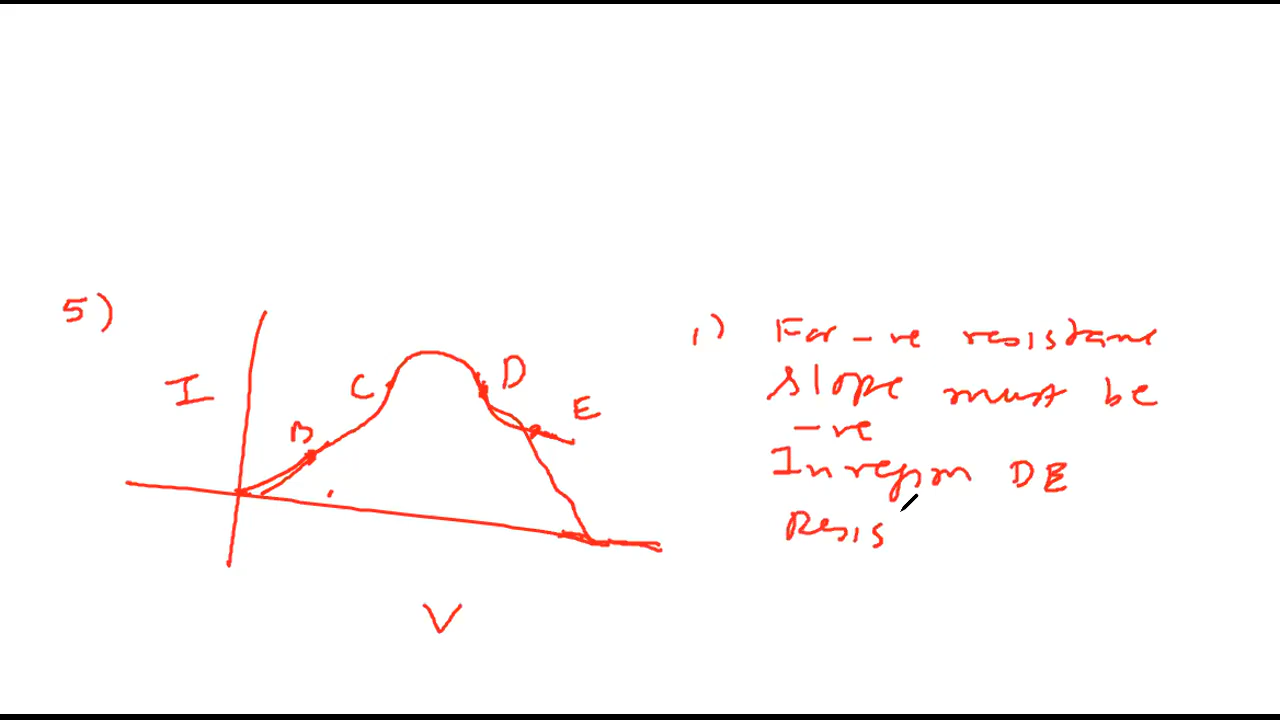 5)
I
B
C
D
E
V
1) For -ve resistance
slope must be
-ve
In region DE
Resis